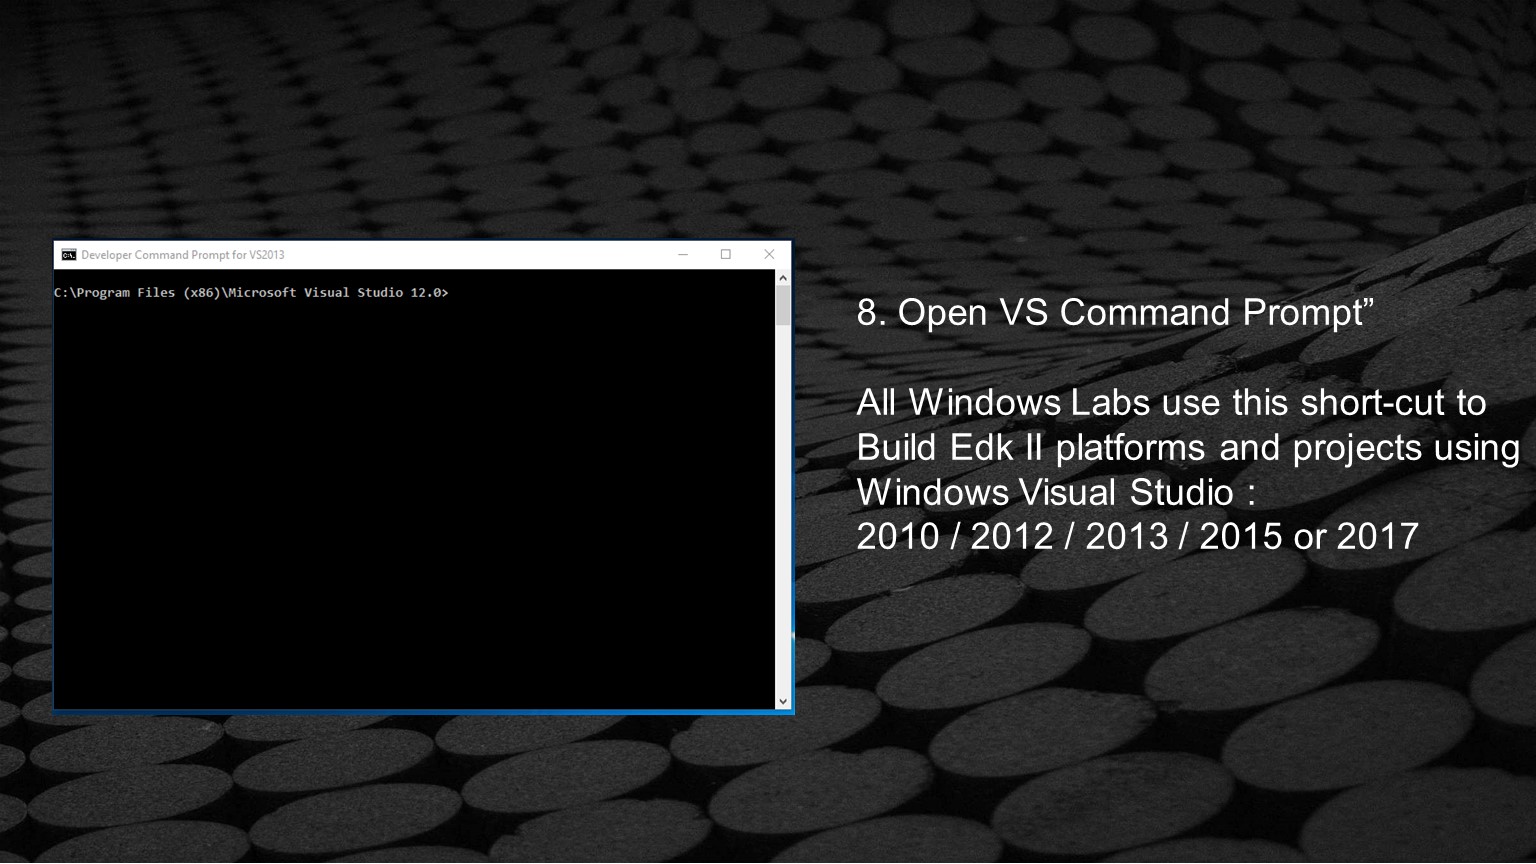 Developer Command Prompt for VS2013
C:\Program Files (x86)\Microsoft Visual Studio 12.0>
8. Open VS Command Prompt”
All Windows Labs use this short-cut to
Build Edk II platforms and projects using
Windows Visual Studio :
2010 / 2012 / 2013 / 2015 or 2017